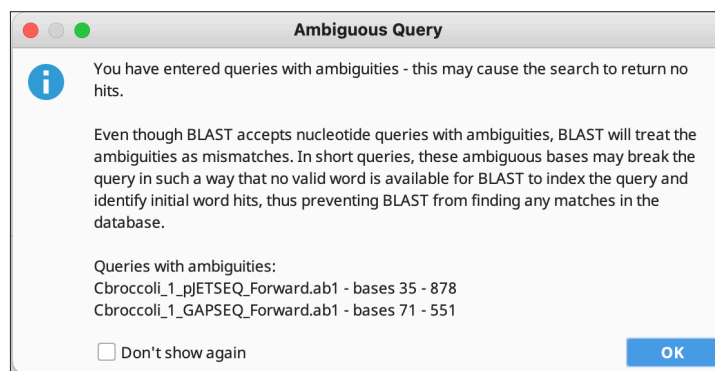 Ambiguous Query
You have entered queries with ambiguities - this may cause the search to return no
hits.
Even though BLAST accepts nucleotide queries with ambiguities, BLAST will treat the
ambiguities as mismatches. In short queries, these ambiguous bases may break the
query in such a way that no valid word is available for BLAST to index the query and
identify initial word hits, thus preventing BLAST from finding any matches in the
database.
Queries with ambiguities:
Cbroccoli_1_pJETSEQ_Forward.ab1 - bases 35 - 878
Cbroccoli_1_GAPSEQ_Forward.ab1 - bases 71 - 551
Don't show again
OK